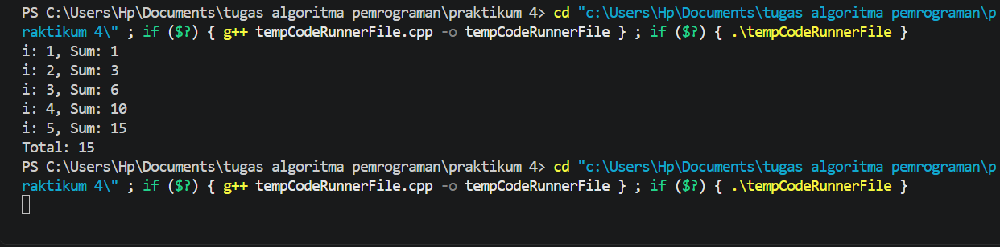 PS C:\Users\Hp\Documents\tugas algoritma pemrograman\praktikum 4> cd "c:\Users\Hp\Documents\tugas algoritma pemrograman\p
raktikum 4\" ; if ($?) { g++ tempCodeRunnerFile.cpp -o tempCodeRunnerFile } ; if ($?) { .\tempCodeRunnerFile }
i: 1, Sum: 1
i: 2, Sum: 3
i: 3, Sum: 6
i: 4, Sum: 10
i: 5, Sum: 15
Total: 15
PS C:\Users\Hp\Documents\tugas algoritma pemrograman\praktikum 4> cd "c:\Users\Hp\Documents\tugas algoritma pemrograman\p
raktikum 4\" ; if ($?) { g++ tempCodeRunnerFile.cpp -o tempCodeRunnerFile } ; if ($?) { .\tempCodeRunnerFile }